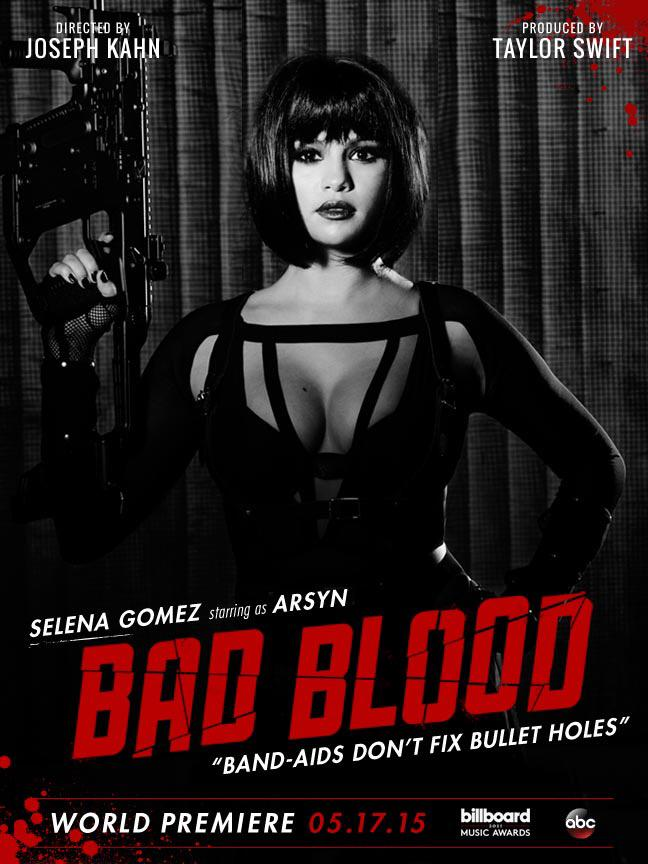 DIRECTED BY
JOSEPH KAHN
PRODUCED BY
TAYLOR SWIFT
SELENA GOMEZ starring as ARSYN
BAD BLOOD
“BAND-AIDS DON’T FIX BULLET HOLES”
WORLD PREMIERE 05.17.15
billboard
2015
MUSIC AWARDS
abc